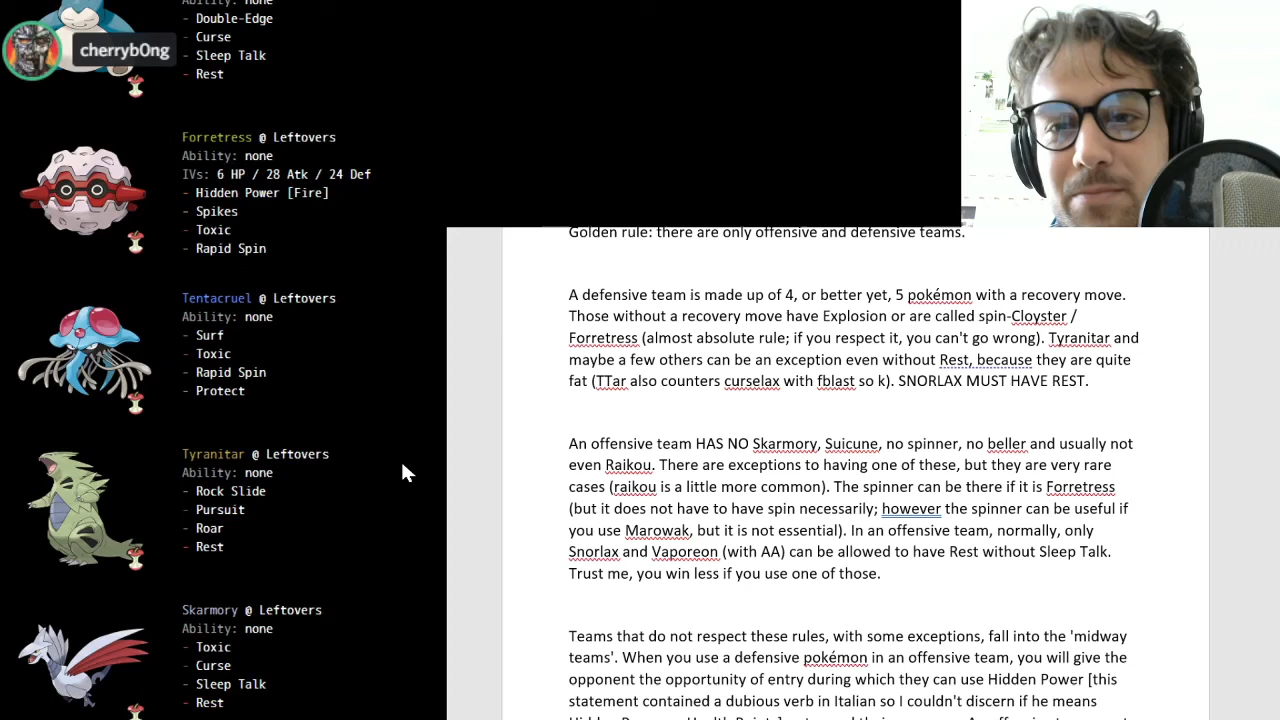 Ability: none
- Double-Edge
- Curse
- Sleep Talk
- Rest
cherryb0ng
Forretress @ Leftovers
Ability: none
IVs: 6 HP / 28 Atk / 24 Def
- Hidden Power [Fire]
- Spikes
- Toxic
- Rapid Spin
Tentacruel @ Leftovers
- Surf
- Toxic
- Rapid Spin
- Protect
Tyranitar @ Leftovers
Ability: none
- Rock Slide
- Pursuit
- Roar
- Rest
Skarmory @ Leftovers
Ability: none
- Toxic
- Curse
- Sleep Talk
- Rest
Golden rule: there are only offensive and defensive teams.
A defensive team is made up of 4, or better yet, 5 pokémon with a recovery move.
Those without a recovery move have Explosion or are called spin-Cloyster /
Forretress (almost absolute rule; if you respect it, you can't go wrong). Tyranitar and
maybe a few others can be an exception even without Rest, because they are quite
fat (TTar also counters curselax with fblast so k). SNORLAX MUST HAVE REST.
An offensive team HAS NO Skarmory, Suicune, no spinner, no beller and usually not
even Raikou. There are exceptions to having one of these, but they are very rare
cases (raikou is a little more common). The spinner can be there if it is Forretress
(but it does not have to have spin necessarily; however the spinner can be useful if
you use Marowak, but it is not essential). In an offensive team, normally, only
Snorlax and Vaporeon (with AA) can be allowed to have Rest without Sleep Talk.
Trust me, you win less if you use one of those.
Teams that do not respect these rules, with some exceptions, fall into the 'midway
teams'. When you use a defensive pokémon in an offensive team, you will give the
opponent the opportunity of entry during which they can use Hidden Power [this
statement contained a dubious verb in Italian so I couldn't discern if he means